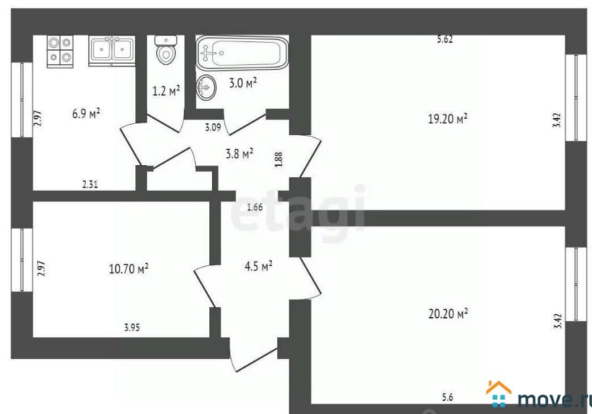 5.62
6.9 м²
1.2 м²
3.0 м²
19.20 м²
2.97
3.42
3.09
3.8 м²
1.88
2.31
1.66
etagi
10.70 м²
4.5 м²
20.20 м²
2.97
3.42
3.95
5.6
move.ru